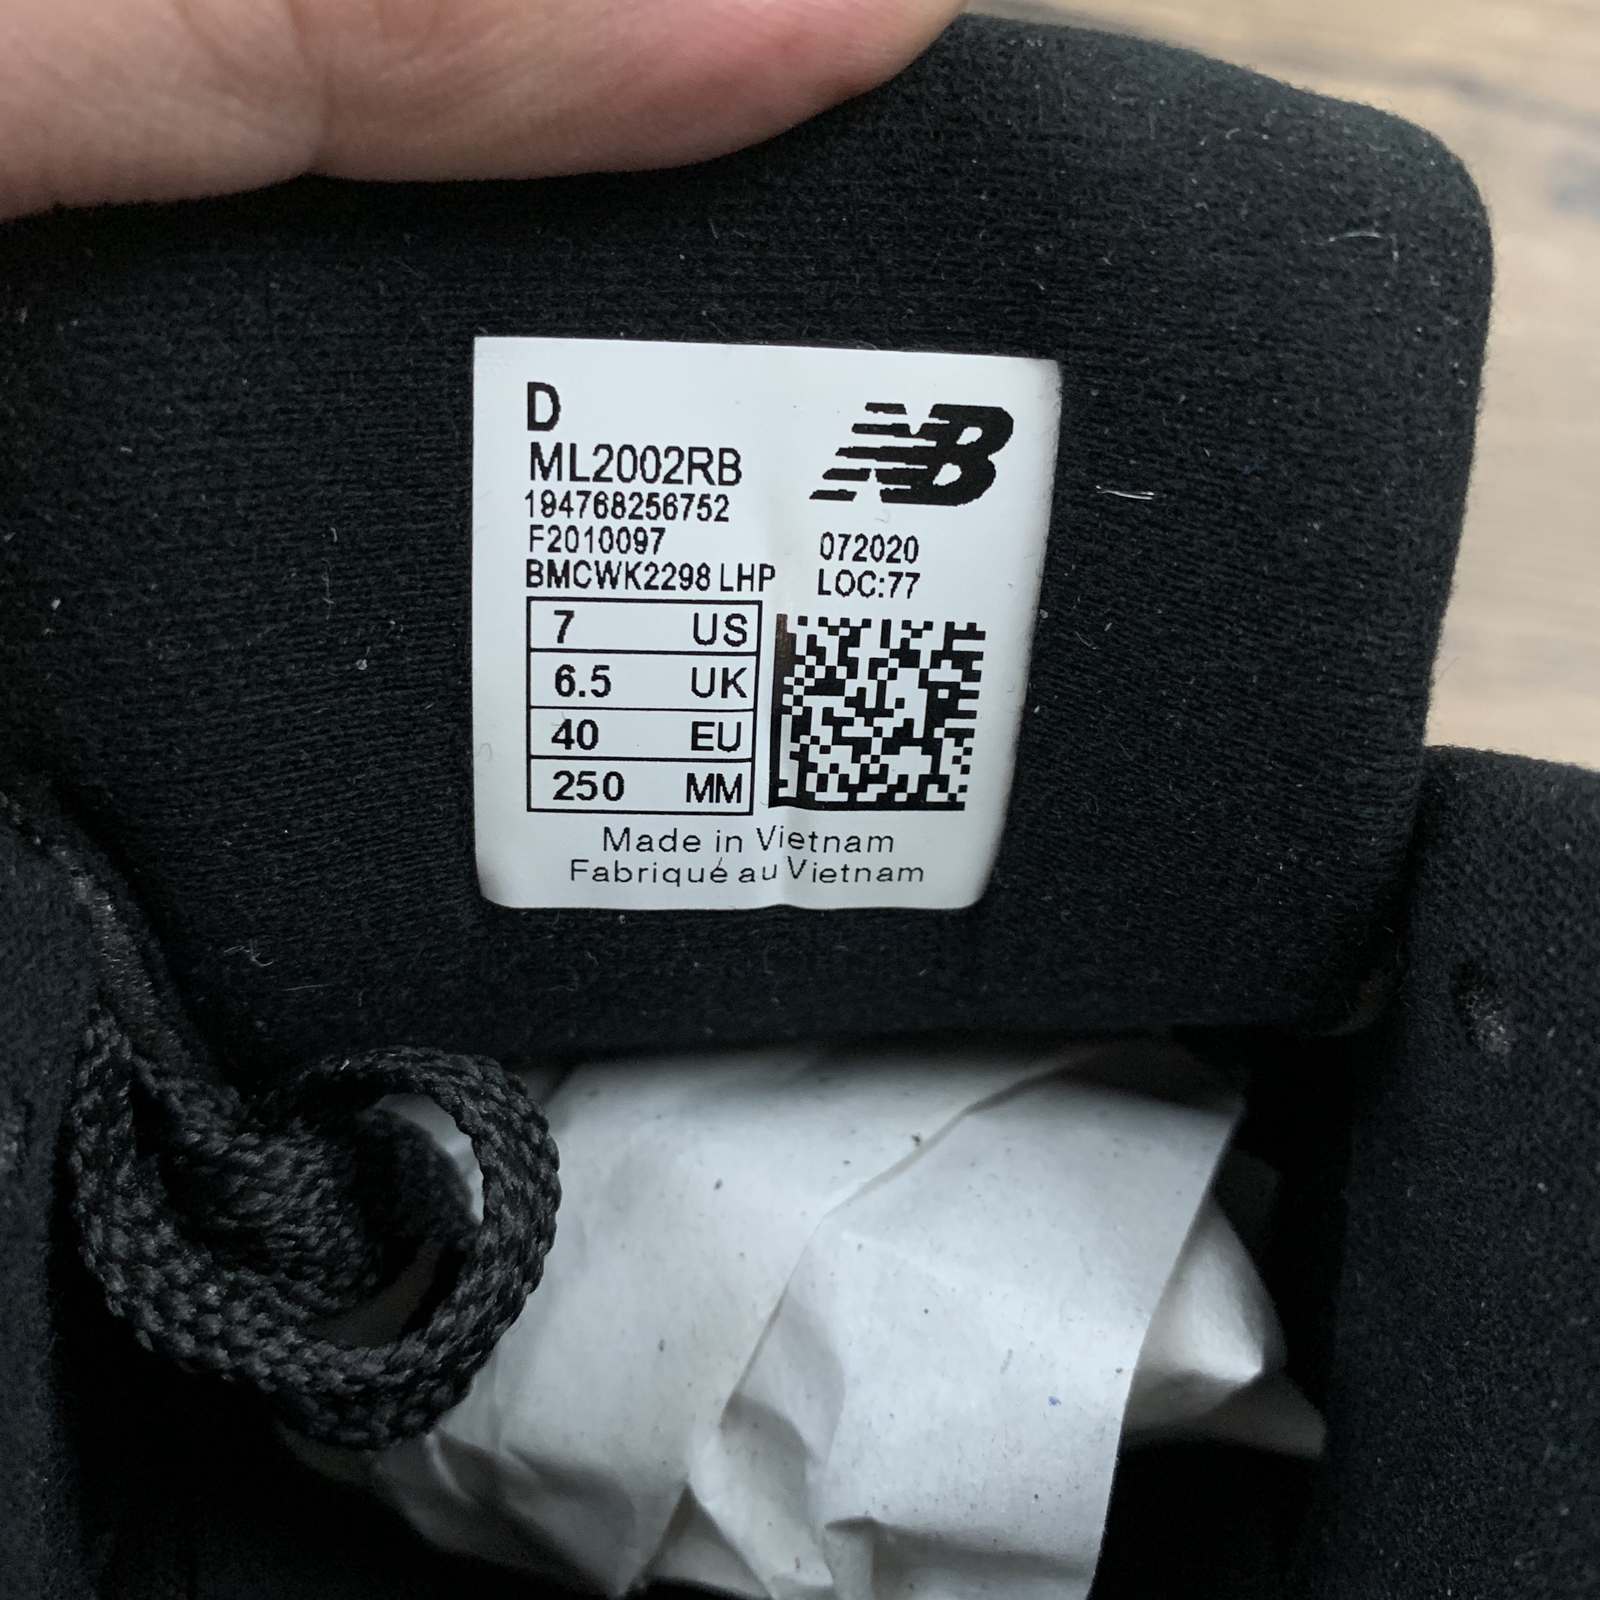 D
ML2002RB
194768256752
F2010097
BMCWK2298 LHP
NB
072020
LOC:77
7 US
6.5 UK
40 EU
250 MM
Made in Vietnam
Fabriqué au Vietnam